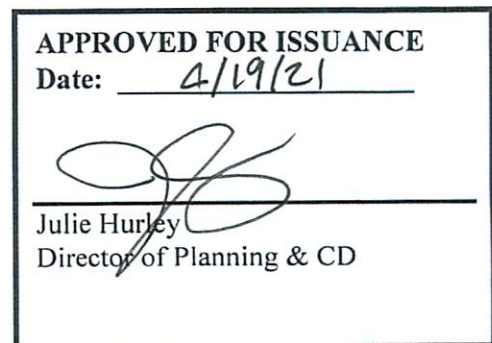 APPROVED FOR ISSUANCE
Date: 4/19/21
Julie Hurley
Director of Planning & CD